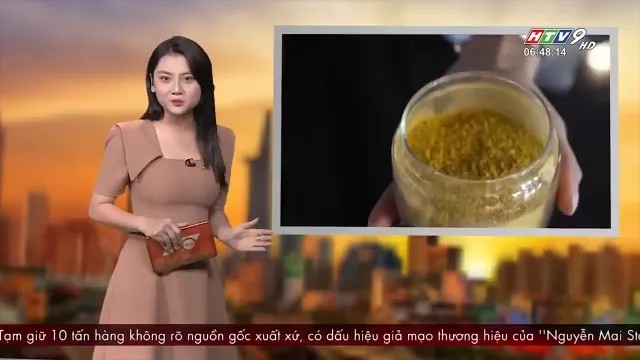 HTV9 HD
06:48:14
Tạm giữ 10 tấn hàng không rõ nguồn gốc xuất xứ, có dấu hiệu giả mạo thương hiệu của "Nguyễn Mai St